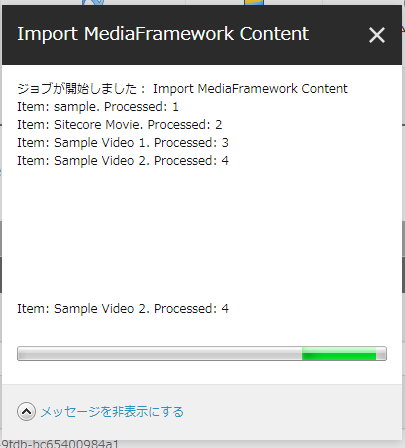 Import MediaFramework Content
ジョブが開始しました： Import MediaFramework Content
Item: sample. Processed: 1
Item: Sitecore Movie. Processed: 2
Item: Sample Video 1. Processed: 3
Item: Sample Video 2. Processed: 4
Item: Sample Video 2. Processed: 4
メッセージを非表示にする